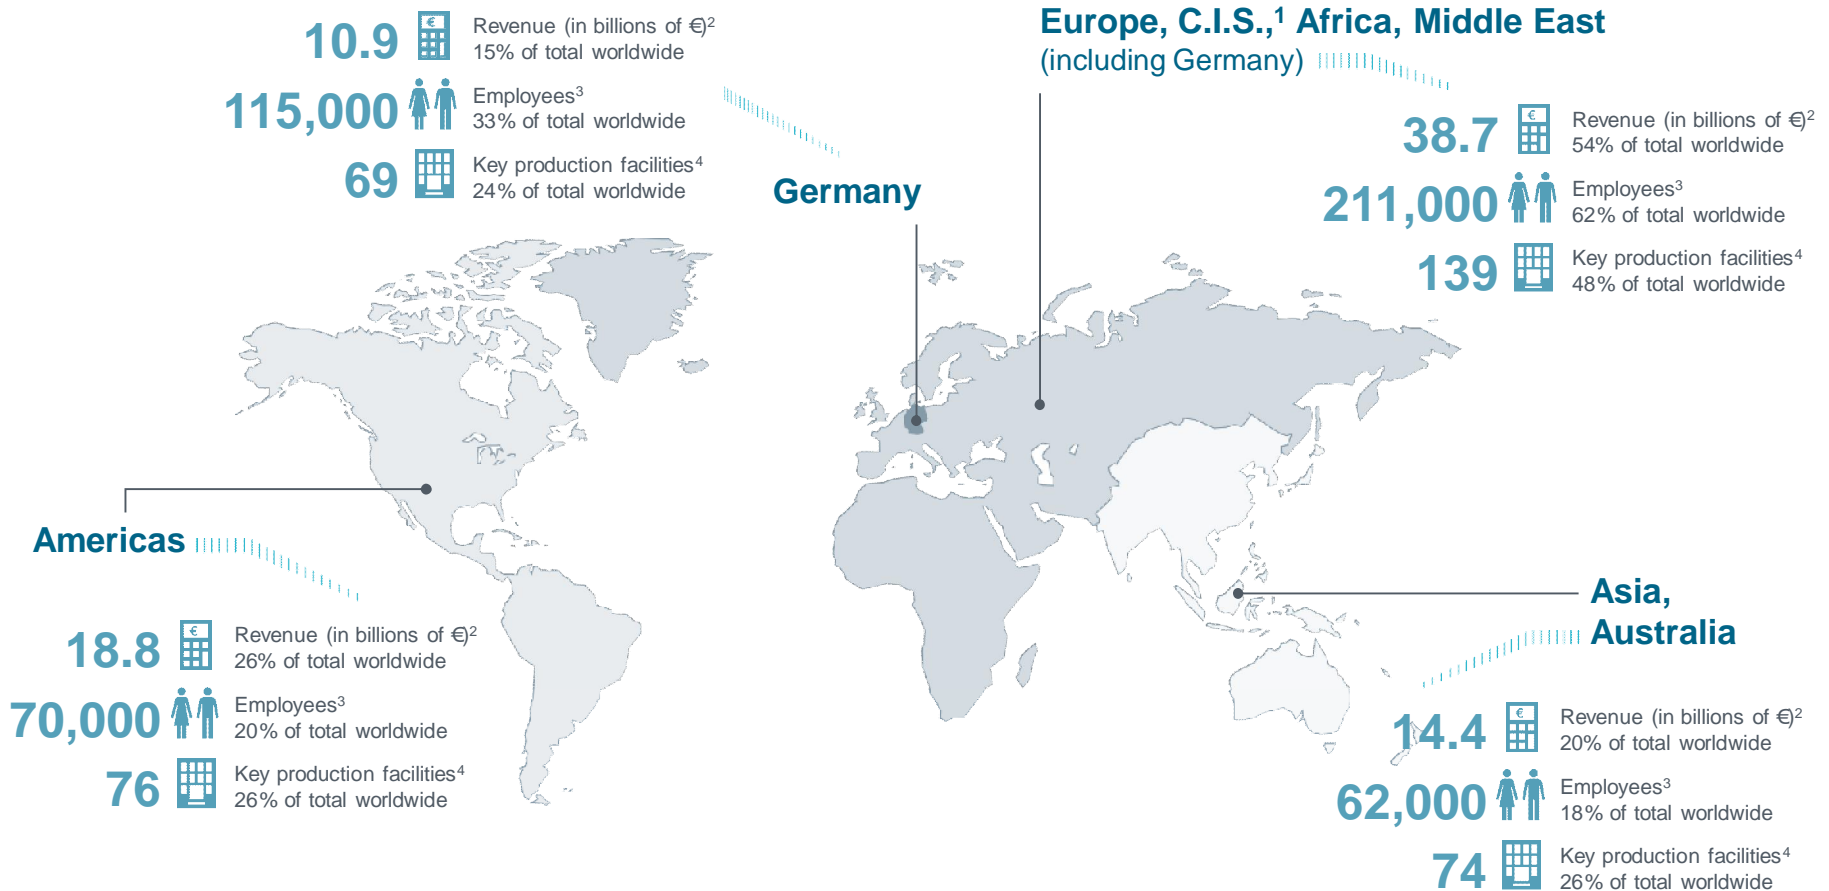 10.9
Revenue (in billions of €)2
15% of total worldwide
115,000
Employees3
33% of total worldwide
69
Key production facilities4
24% of total worldwide
Germany
Europe, C.I.S.,1 Africa, Middle East
(including Germany)
38.7
€
Revenue (in billions of €)2
54% of total worldwide
211,000
Employees3
62% of total worldwide
139
Key production facilities4
48% of total worldwide
Americas
18.8
€
Revenue (in billions of €)2
26% of total worldwide
70,000
Employees3
20% of total worldwide
76
Key production facilities4
26% of total worldwide
Asia,
Australia
14.4
€
Revenue (in billions of €)2
20% of total worldwide
62,000
Employees3
18% of total worldwide
74
Key production facilities4
26% of total worldwide